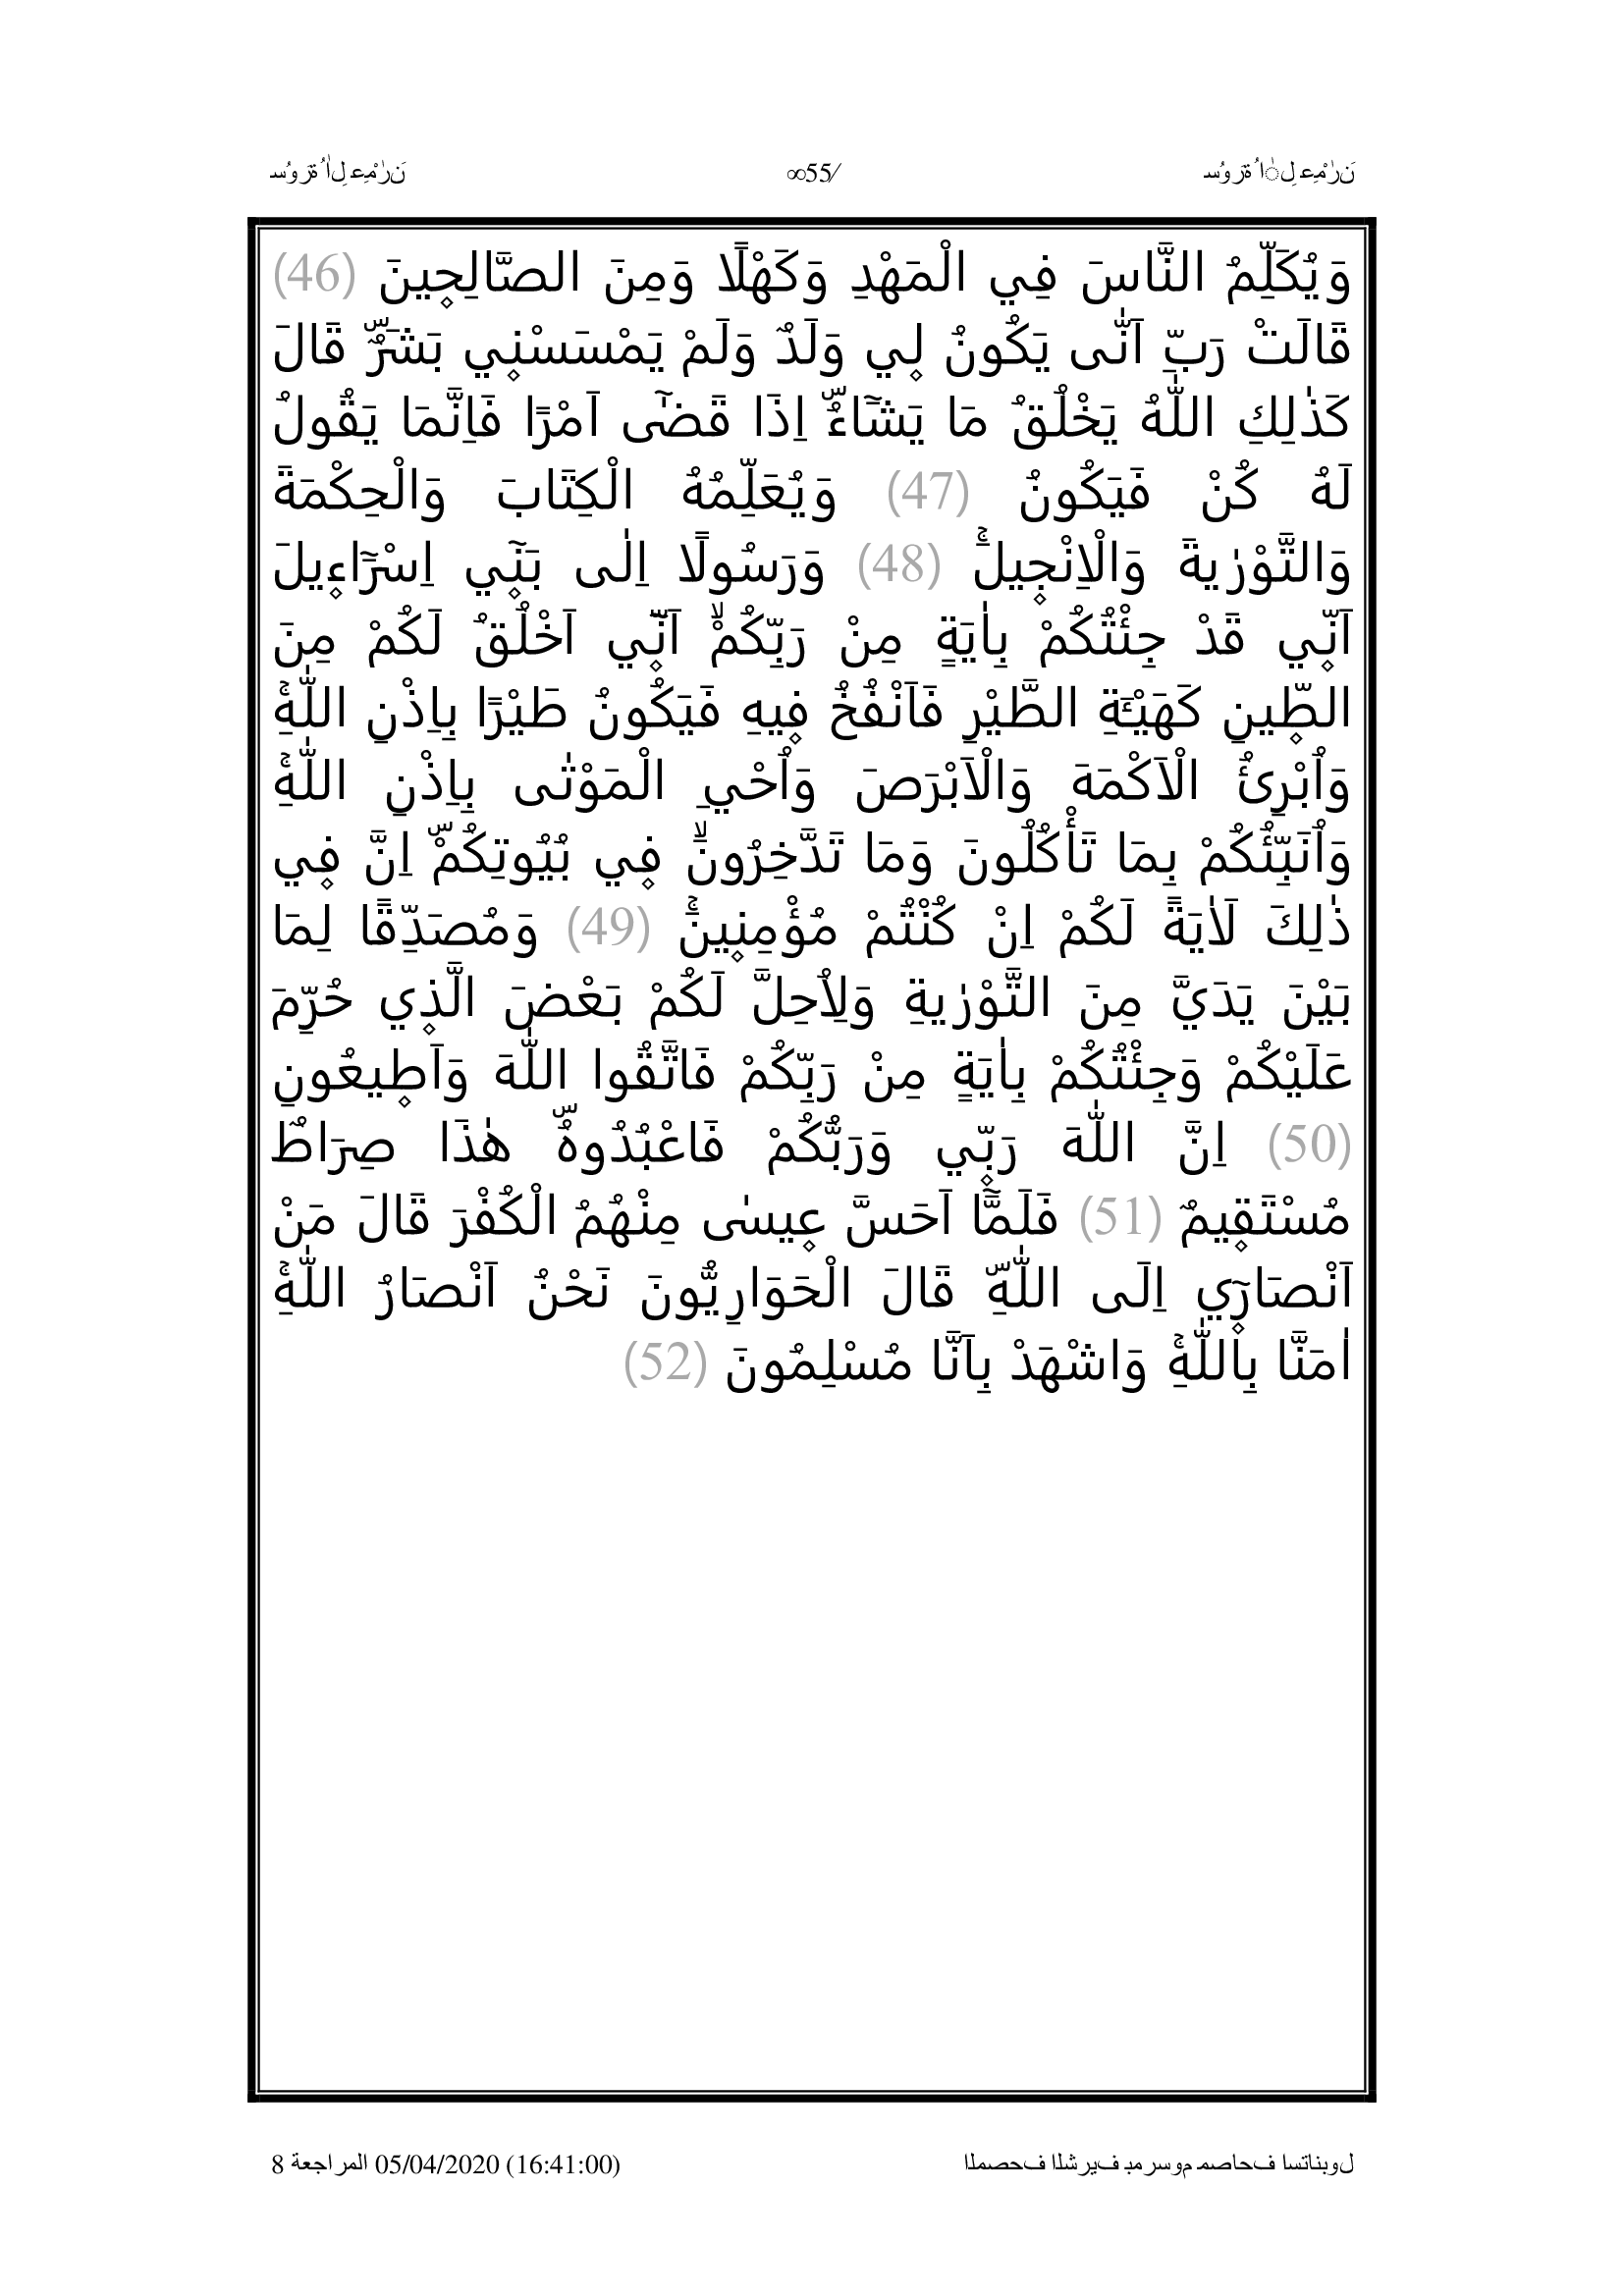 سُورَةُ اٰلِ عِمْرٰنَ
∞55/
سُورَةُ اٰلِ عِمْرٰنَ
وَيُكَلِّمُ النَّاسَ فِي الْمَهْدِ وَكَهْلًا وَمِنَ الصَّالِح۪ينَ (46)
قَالَتْ رَبِّ اَنّٰى يَكُونُ ل۪ي وَلَدٌ وَلَمْ يَمْسَسْن۪ي بَشَرٌۜ قَالَ
كَذٰلِكِ اللّٰهُ يَخْلُقُ مَا يَشَٓاءُۜ اِذَا قَضٰٓى اَمْرًا فَاِنَّمَا يَقُولُ
لَهُ كُنْ فَيَكُونُ (47) وَيُعَلِّمُهُ الْكِتَابَ وَالْحِكْمَةَ
وَالتَّوْرٰيةَ وَالْاِنْج۪يلَۚ (48) وَرَسُولًا اِلٰى بَن۪ٓي اِسْرَٓاء۪يلَ
اَنّ۪ي قَدْ جِئْتُكُمْ بِاٰيَةٍ مِنْ رَبِّكُمْۙ اَنّ۪ٓي اَخْلُقُ لَكُمْ مِنَ
الطّ۪ينِ كَهَيْـَٔةِ الطَّيْرِ فَاَنْفُخُ ف۪يهِ فَيَكُونُ طَيْرًا بِاِذْنِ اللّٰهِۚ
وَاُبْرِئُ الْاَكْمَهَ وَالْاَبْرَصَ وَاُحْيِ الْمَوْتٰى بِاِذْنِ اللّٰهِۚ
وَاُنَبِّئُكُمْ بِمَا تَأْكُلُونَ وَمَا تَدَّخِرُونَۙ ف۪ي بُيُوتِكُمْۜ اِنَّ ف۪ي
ذٰلِكَ لَاٰيَةً لَكُمْ اِنْ كُنْتُمْ مُؤْمِن۪ينَۚ (49) وَمُصَدِّقًا لِمَا
بَيْنَ يَدَيَّ مِنَ التَّوْرٰيةِ وَلِاُحِلَّ لَكُمْ بَعْضَ الَّذ۪ي حُرِّمَ
عَلَيْكُمْ وَجِئْتُكُمْ بِاٰيَةٍ مِنْ رَبِّكُمْ فَاتَّقُوا اللّٰهَ وَاَط۪يعُونِ
(50) اِنَّ اللّٰهَ رَبّ۪ي وَرَبُّكُمْ فَاعْبُدُوهُۜ هٰذَا صِرَاطٌ
مُسْتَق۪يمٌ (51) فَلَمَّٓا اَحَسَّ ع۪يسٰى مِنْهُمُ الْكُفْرَ قَالَ مَنْ
اَنْصَار۪ٓي اِلَى اللّٰهِۜ قَالَ الْحَوَارِيُّونَ نَحْنُ اَنْصَارُ اللّٰهِۚ
اٰمَنَّا بِاللّٰهِۚ وَاشْهَدْ بِاَنَّا مُسْلِمُونَ (52)
المصحف الشريف برمسوم مصاحف استانبول
8 المراجعة 05/04/2020 (16:41:00)